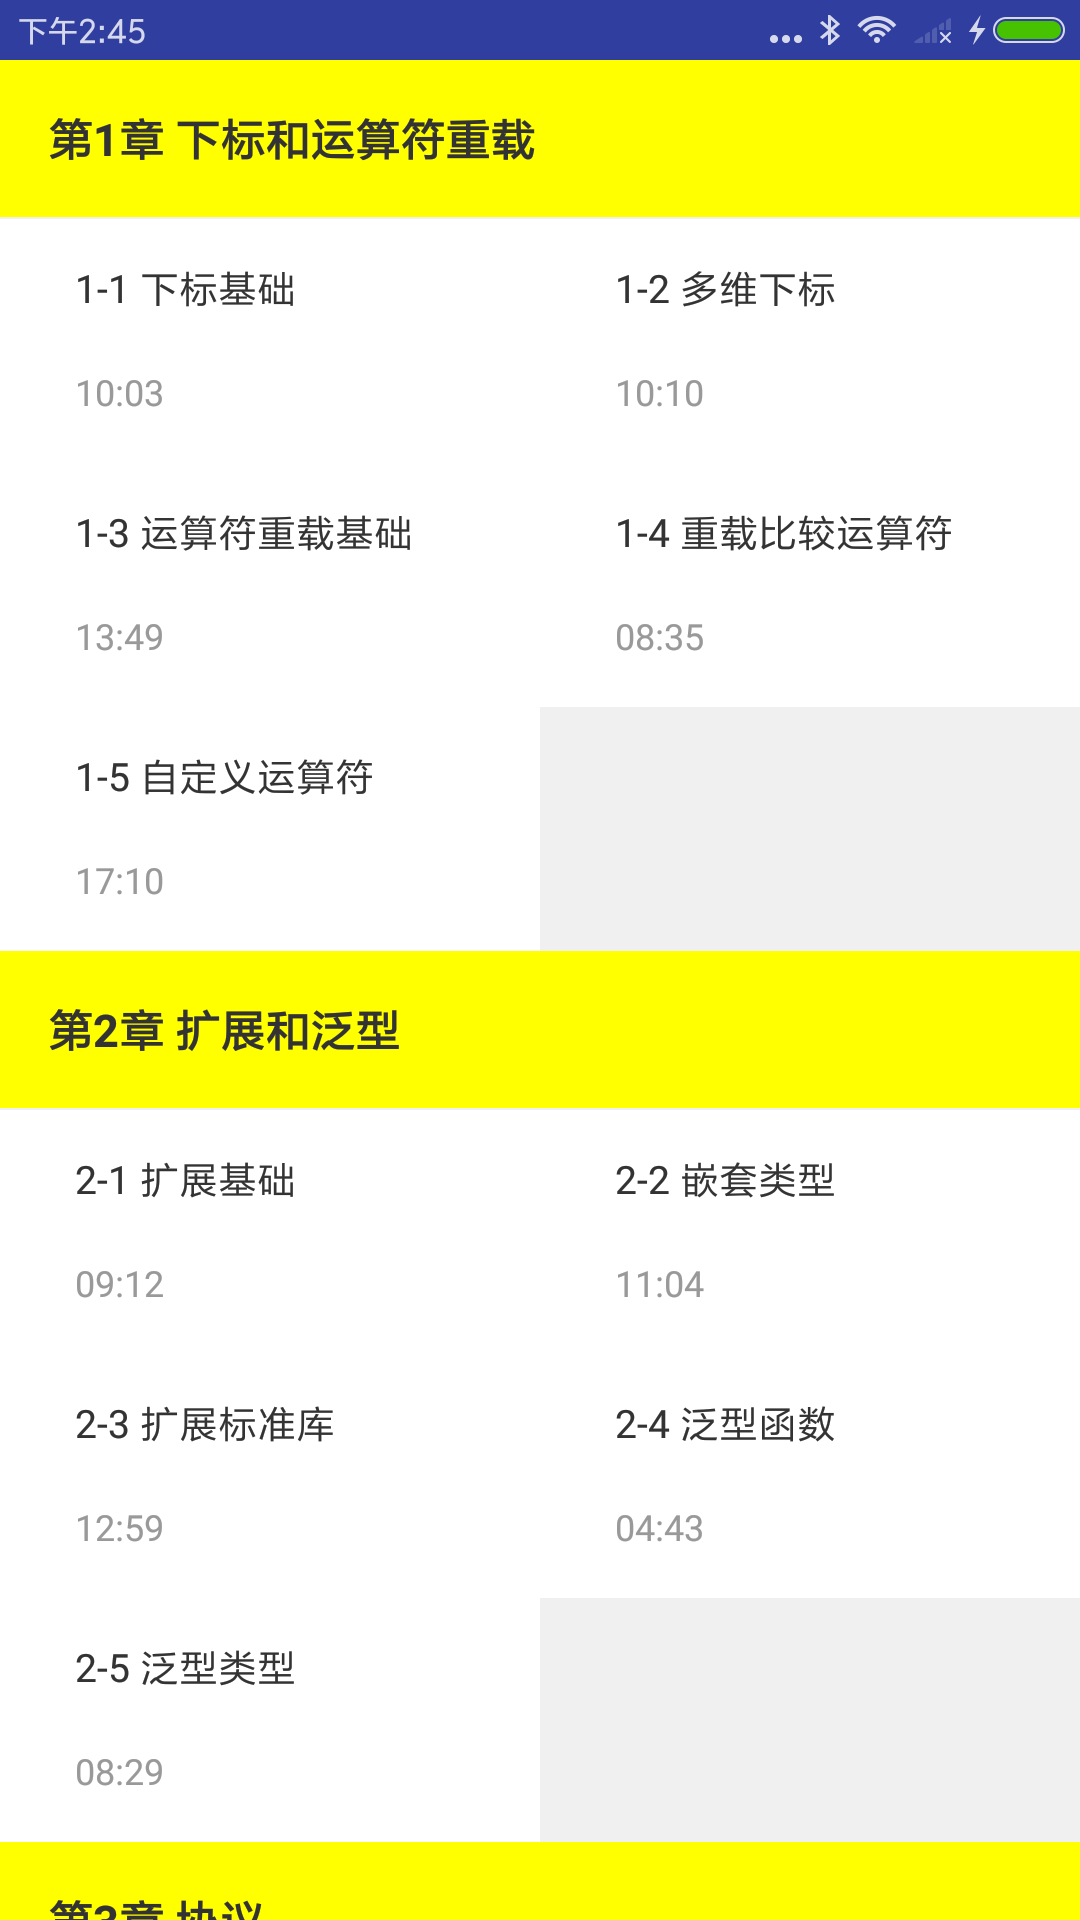 下午2:45
第1章 下标和运算符重载
1-1 下标基础
1-2 多维下标
10:03
10:10
1-3 运算符重载基础
1-4 重载比较运算符
13:49
08:35
1-5 自定义运算符
17:10
第2章 扩展和泛型
2-1 扩展基础
2-2 嵌套类型
09:12
11:04
2-3 扩展标准库
2-4 泛型函数
12:59
04:43
2-5 泛型类型
08:29
第3章 协议